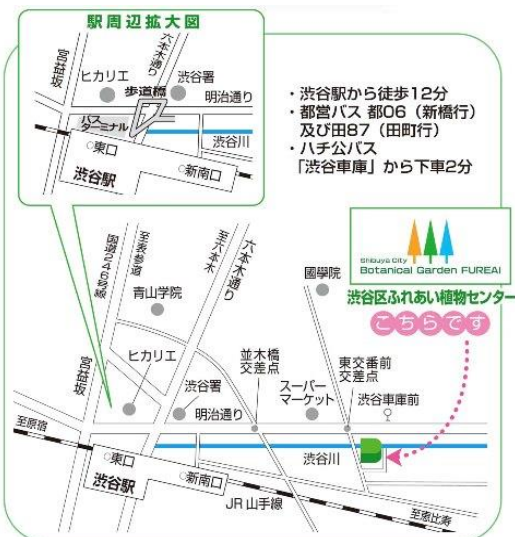 駅周辺拡大図
宮益坂
六本木通り
ヒカリエ
渋谷署
歩道橋
明治通り
バス
ターミナル
渋谷川
東口
新南口
渋谷駅
・渋谷駅から徒歩12分
・都営バス 都06（新橋行）
及び田87（田町行）
・ハチ公バス
「渋谷車庫」から下車2分
Shibuya City
Botanical Garden FUREAI
渋谷区ふれあい植物センター
こちらです
国道246号線
至表参道
至六本木
六本木通り
青山学院
國學院
宮益坂
ヒカリエ
渋谷署
明治通り
並木橋
交差点
スーパー
マーケット
東交番前
交差点
渋谷車庫前
至原宿
東口
渋谷駅
新南口
渋谷川
JR山手線
至恵比寿